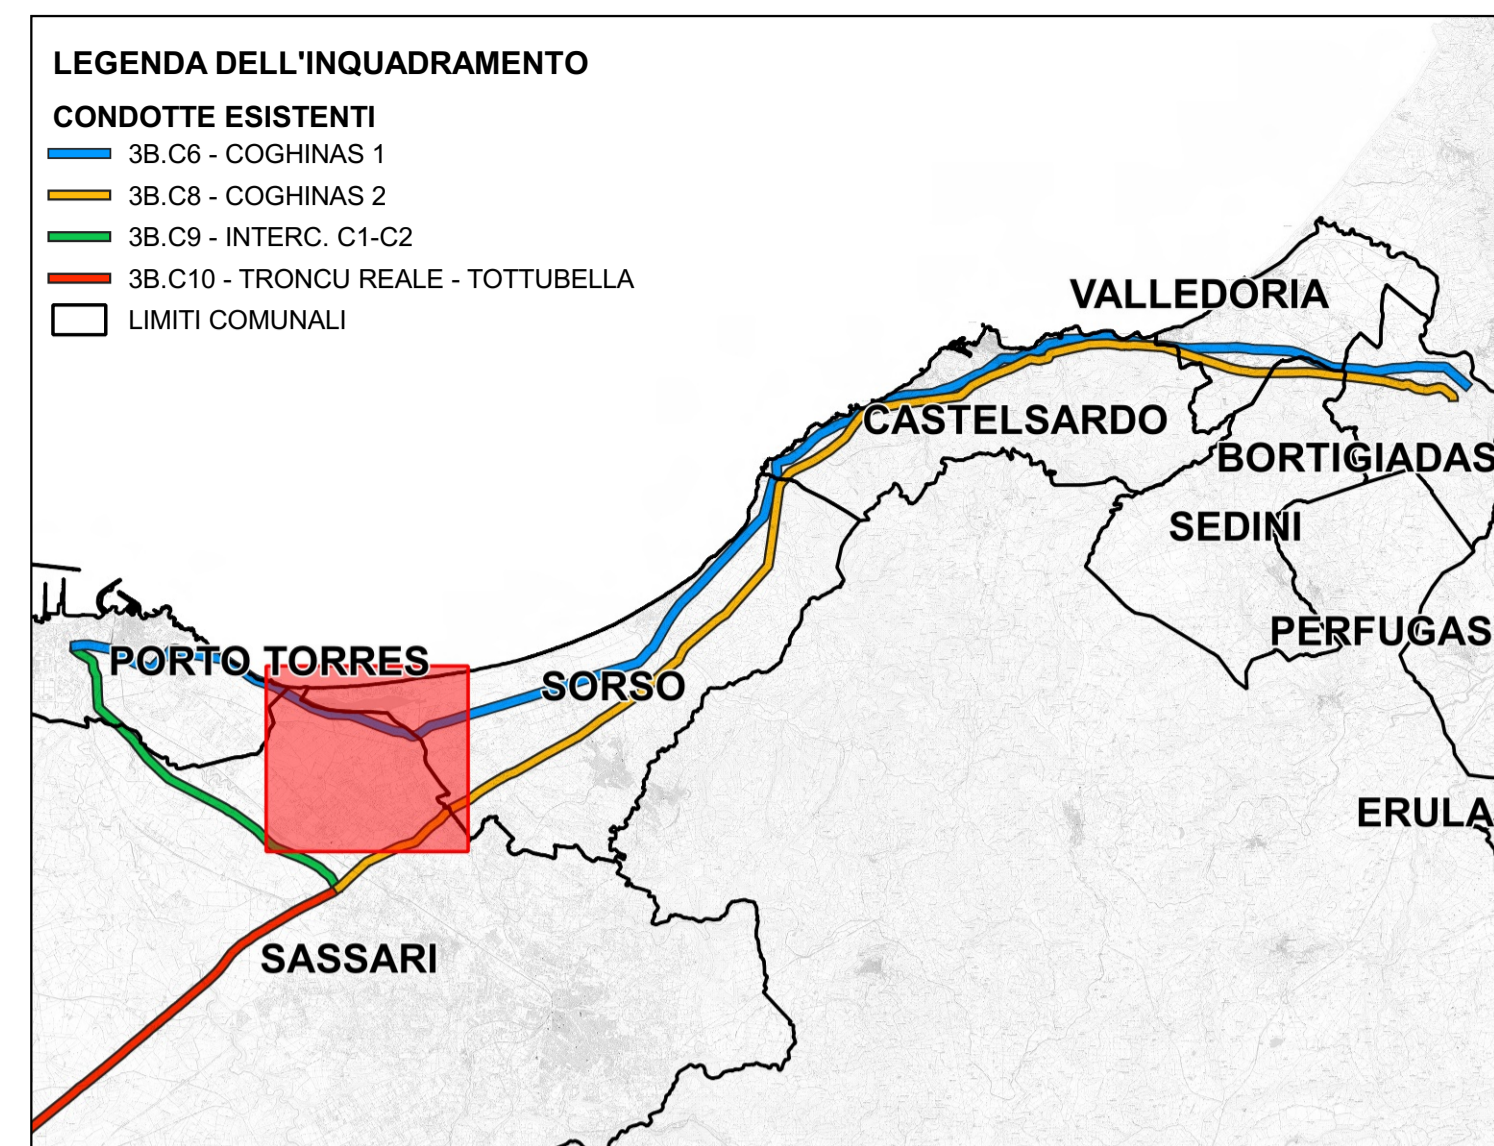 LEGENDA DELL'INQUADRAMENTO
CONDOTTE ESISTENTI
3B.C6 - COGHINAS 1
3B.C8 - COGHINAS 2
3B.C9 - INTERC. C1-C2
3B.C10 - TRONCU REALE - TOTTUBELLA
LIMITI COMUNALI
VALLEDORIA
CASTELSARDO
BORTIGIADAS
SEDINI
PERFUGAS
PORTO TORRES
SORSO
ERULA
SASSARI